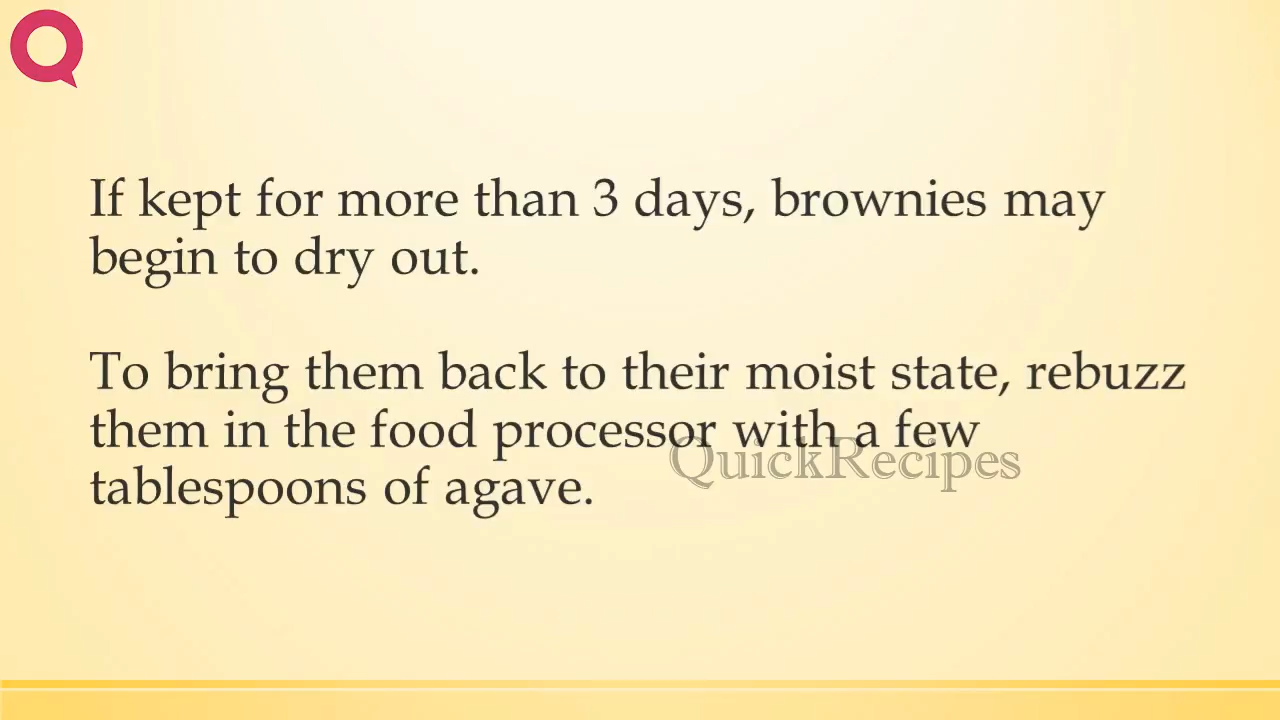 If kept for more than 3 days, brownies may
begin to dry out.
To bring them back to their moist state, rebuzz
them in the food processor with a few
QuickRecipes
tablespoons of agave.